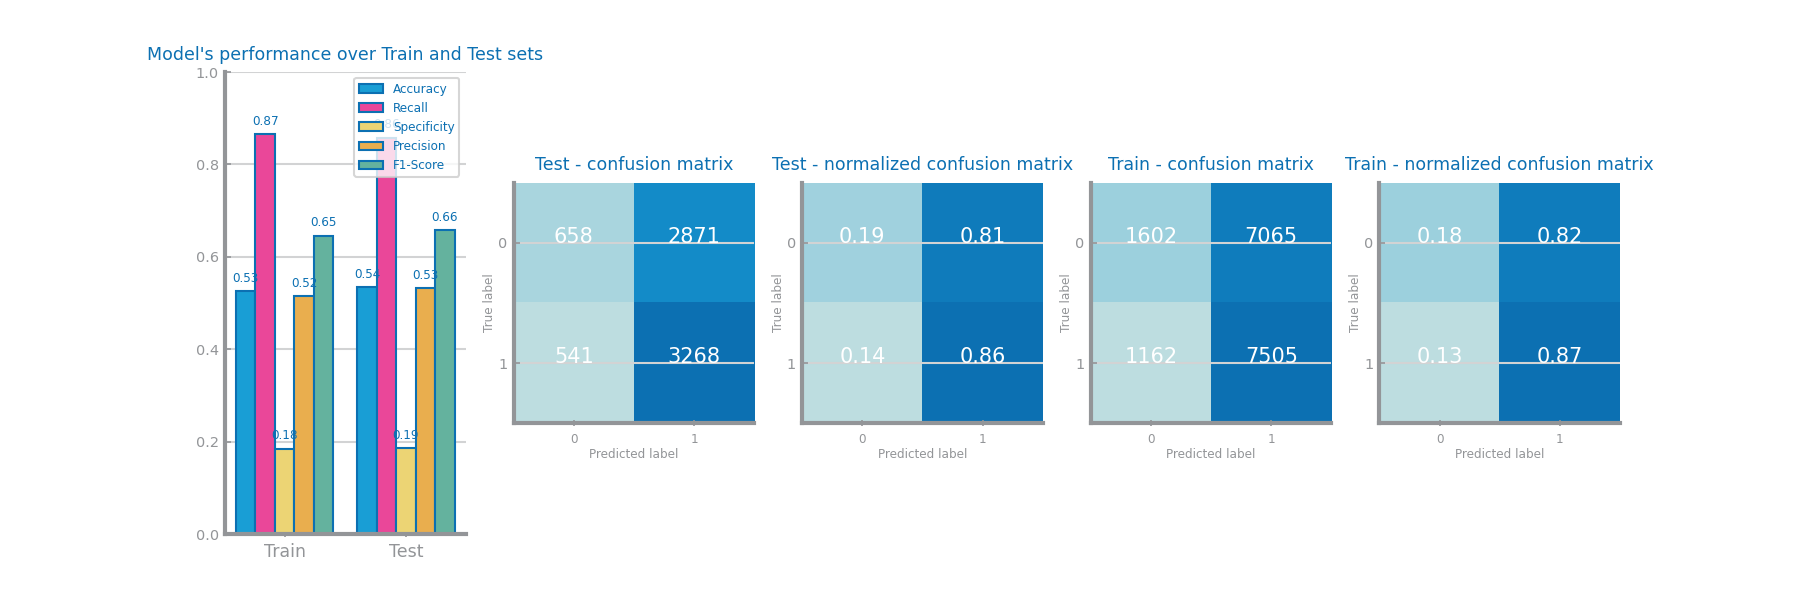 Model's performance over Train and Test sets
1.0
0.8
0.6
0.4
0.2
0.0
Accuracy
Recall
Specificity
Precision
F1-Score
0.53
0.87
0.18
0.52
0.65
0.54
0.19
0.53
0.66
Train
Test
Test - confusion matrix
True label
0
1
658 2871
541 3268
0 1
Predicted label
Test - normalized confusion matrix
True label
0
1
0.19 0.81
0.14 0.86
0 1
Predicted label
Train - confusion matrix
True label
0
1
1602 7065
1162 7505
0 1
Predicted label
Train - normalized confusion matrix
True label
0
1
0.18 0.82
0.13 0.87
0 1
Predicted label